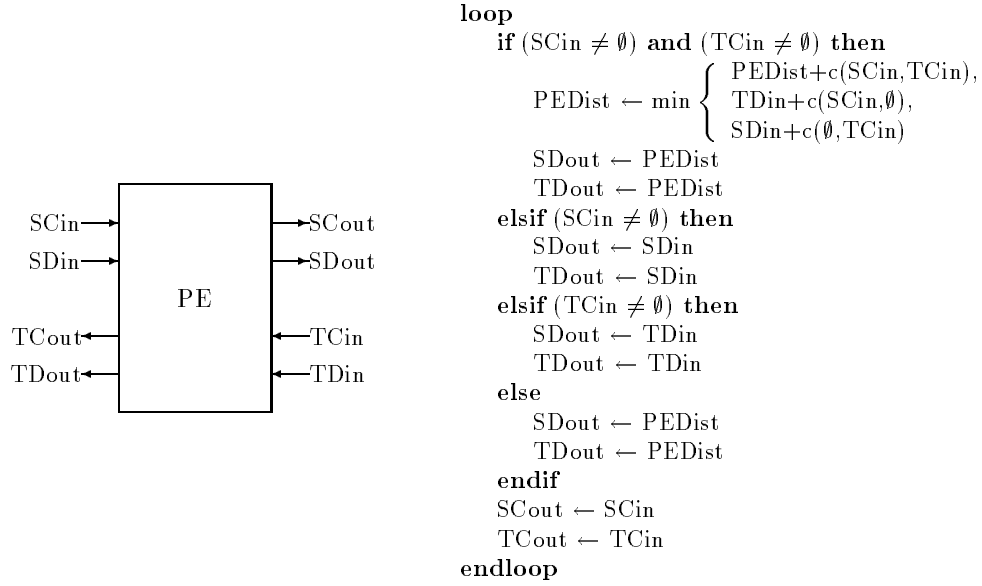 SCin
SDin
TCout
TDout
PE
SCout
SDout
TCin
TDin
loop
if (SCin ≠ ∅) and (TCin ≠ ∅) then
PEDist ← min { PEDist+c(SCin,TCin),
TDin+c(SCin,∅),
SDin+c(∅,TCin)
SDout ← PEDist
TDout ← PEDist
elsif (SCin ≠ ∅) then
SDout ← SDin
TDout ← SDin
elsif (TCin ≠ ∅) then
SDout ← TDin
TDout ← TDin
else
SDout ← PEDist
TDout ← PEDist
endif
SCout ← SCin
TCout ← TCin
endloop